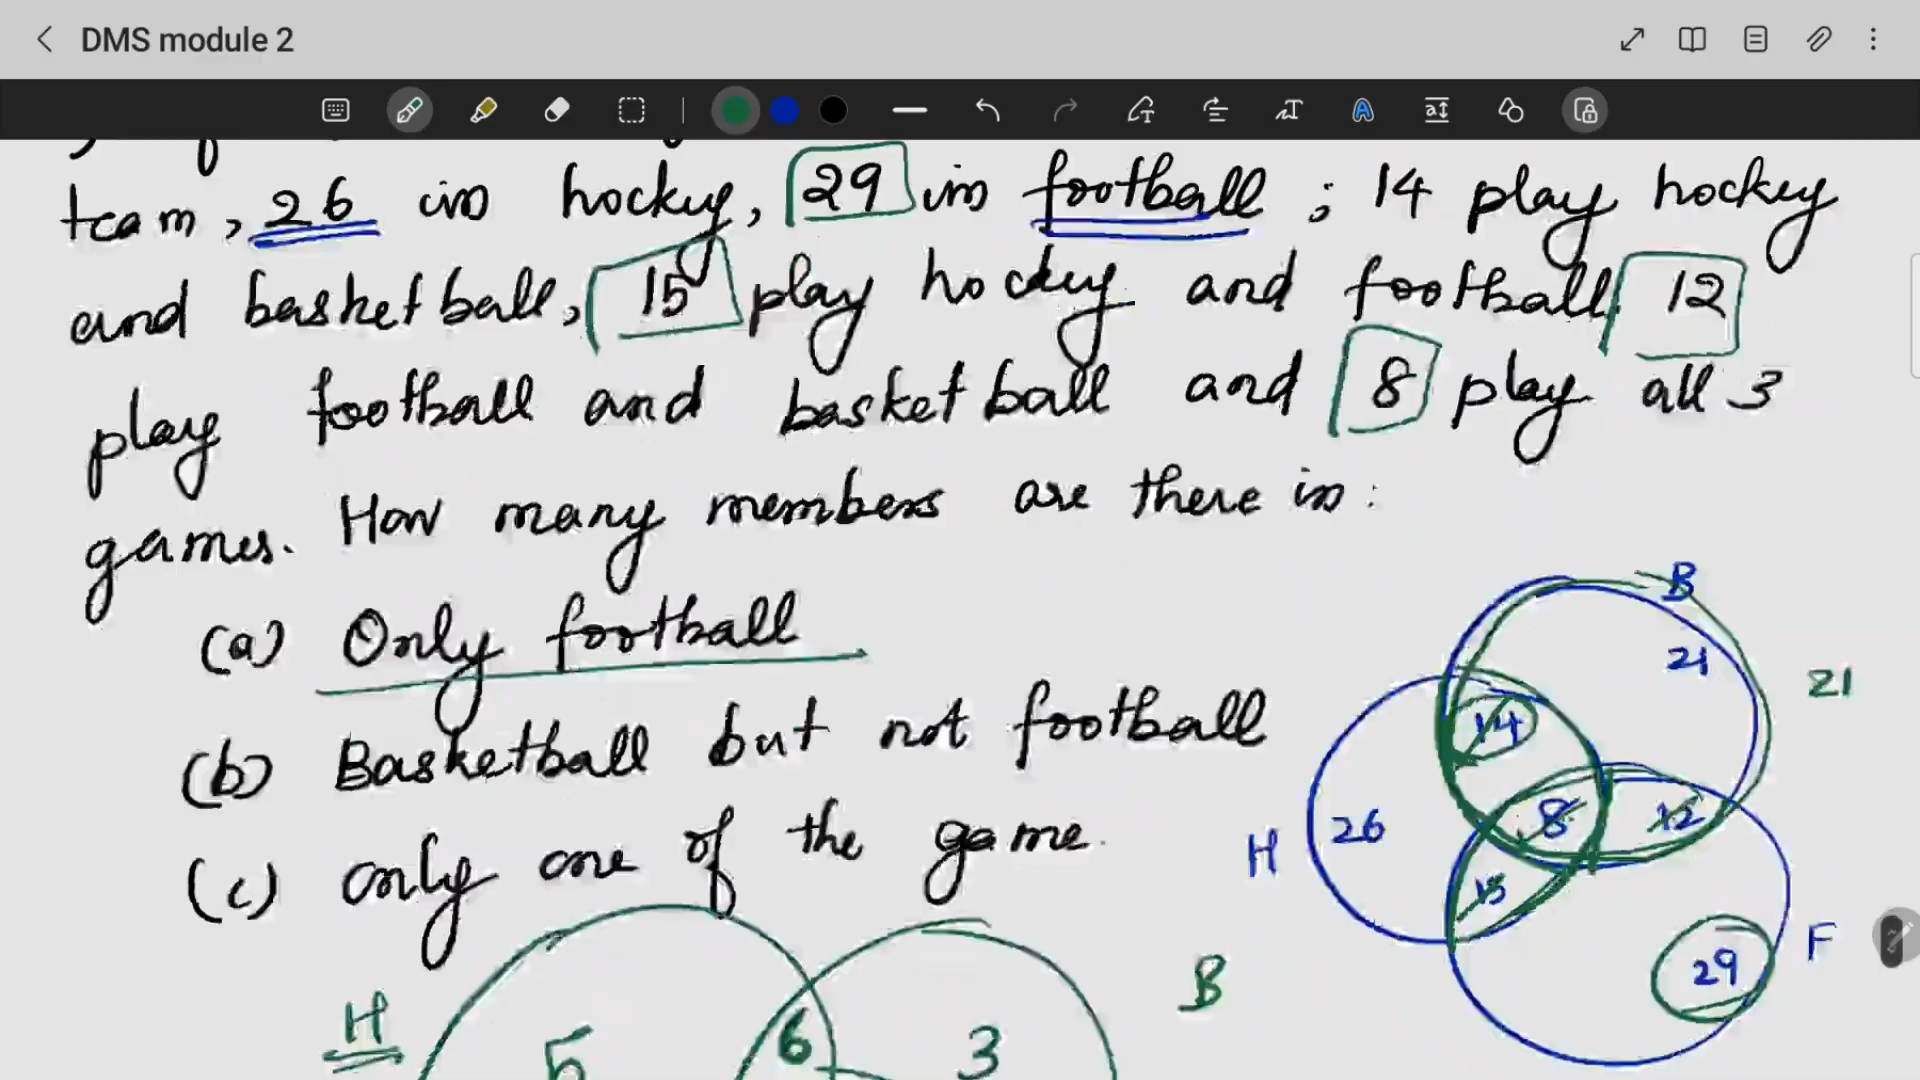 DMS module 2
team, 26 in hockey, 29 in football ; 14 play hockey
and basketball, 15 play hockey and football, 12
play football and basketball and 8 play all 3
games. How many members are there in :
(a) Only football
(b) Basketball but not football
(c) only one of the game.
B
21
21
14
H
26
8
12
15
29
F
H
5
6
3
B